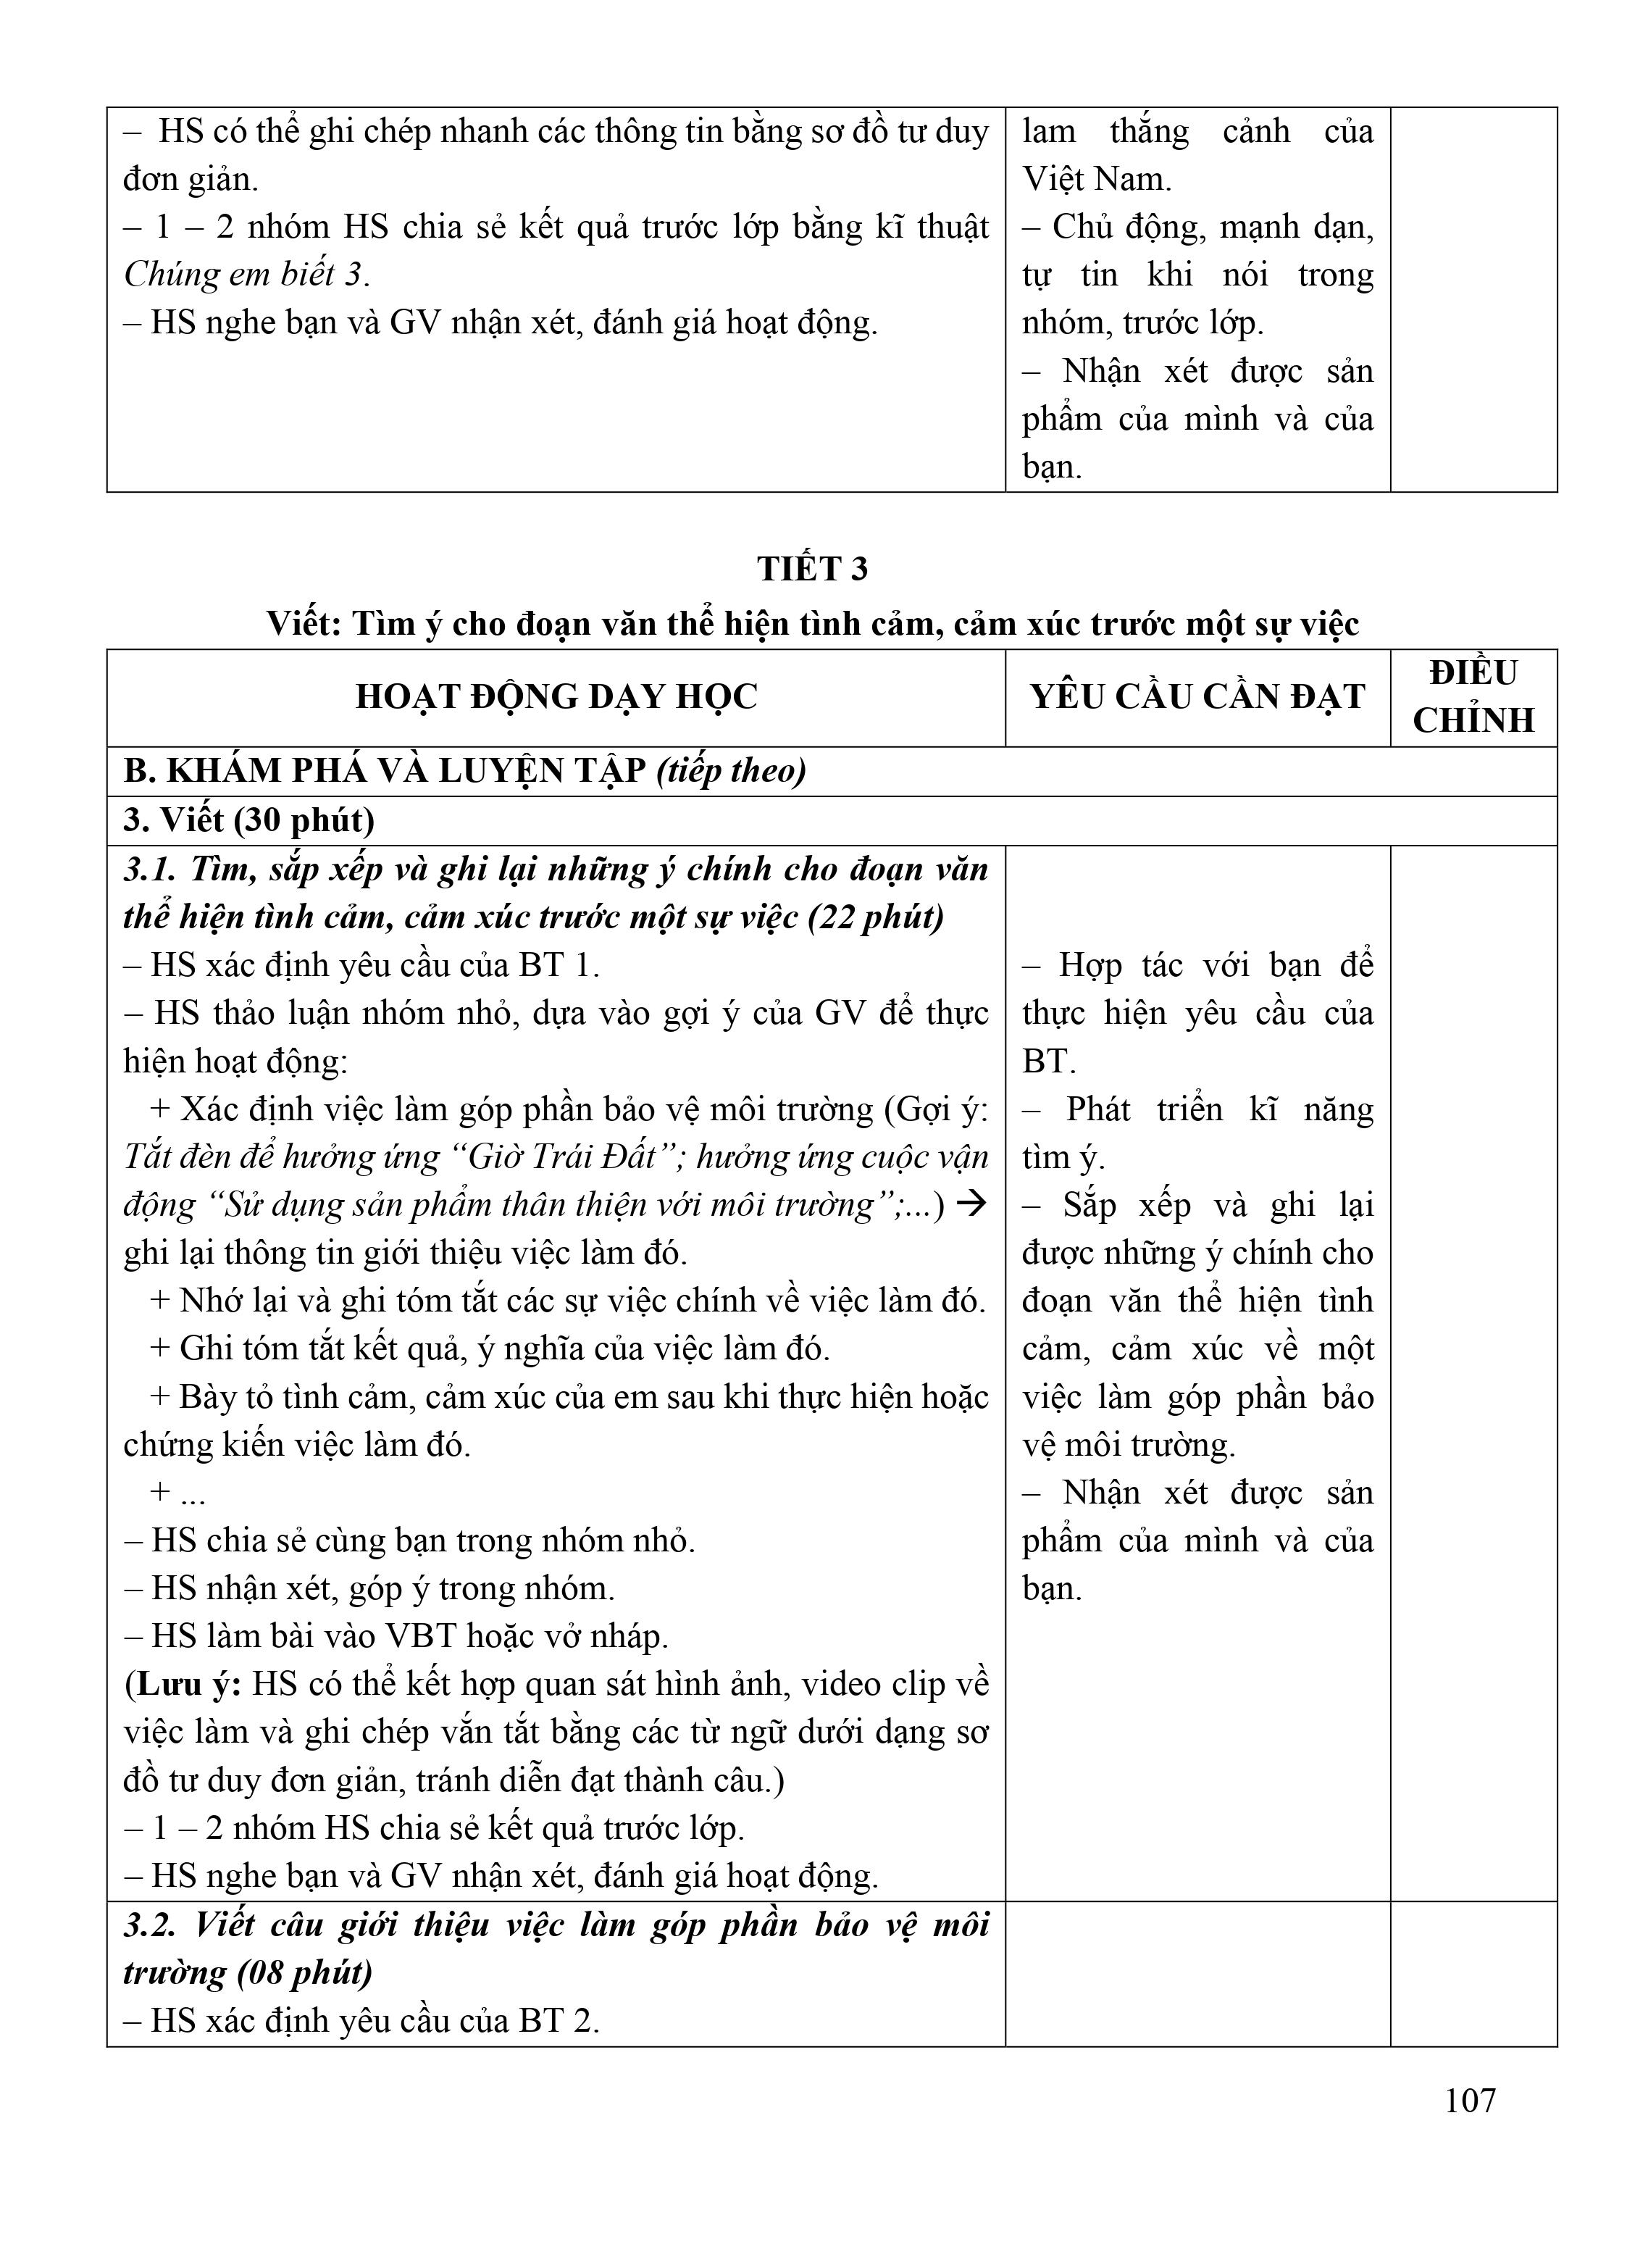 –  HS có thể ghi chép nhanh các thông tin bằng sơ đồ tư duy
đơn giản.
– 1 – 2 nhóm HS chia sẻ kết quả trước lớp bằng kĩ thuật
Chúng em biết 3.
– HS nghe bạn và GV nhận xét, đánh giá hoạt động.
lam thắng cảnh của
Việt Nam.
– Chủ động, mạnh dạn,
tự tin khi nói trong
nhóm, trước lớp.
– Nhận xét được sản
phẩm của mình và của
bạn.
TIẾT 3
Viết: Tìm ý cho đoạn văn thể hiện tình cảm, cảm xúc trước một sự việc
HOẠT ĐỘNG DẠY HỌC
YÊU CẦU CẦN ĐẠT
ĐIỀU
CHỈNH
B. KHÁM PHÁ VÀ LUYỆN TẬP (tiếp theo)
3. Viết (30 phút)
3.1. Tìm, sắp xếp và ghi lại những ý chính cho đoạn văn
thể hiện tình cảm, cảm xúc trước một sự việc (22 phút)
– HS xác định yêu cầu của BT 1.
– HS thảo luận nhóm nhỏ, dựa vào gợi ý của GV để thực
hiện hoạt động:
+ Xác định việc làm góp phần bảo vệ môi trường (Gợi ý:
Tắt đèn để hưởng ứng “Giờ Trái Đất”; hưởng ứng cuộc vận
động “Sử dụng sản phẩm thân thiện với môi trường”;...) →
ghi lại thông tin giới thiệu việc làm đó.
+ Nhớ lại và ghi tóm tắt các sự việc chính về việc làm đó.
+ Ghi tóm tắt kết quả, ý nghĩa của việc làm đó.
+ Bày tỏ tình cảm, cảm xúc của em sau khi thực hiện hoặc
chứng kiến việc làm đó.
+ ...
– HS chia sẻ cùng bạn trong nhóm nhỏ.
– HS nhận xét, góp ý trong nhóm.
– HS làm bài vào VBT hoặc vở nháp.
(Lưu ý: HS có thể kết hợp quan sát hình ảnh, video clip về
việc làm và ghi chép vắn tắt bằng các từ ngữ dưới dạng sơ
đồ tư duy đơn giản, tránh diễn đạt thành câu.)
– 1 – 2 nhóm HS chia sẻ kết quả trước lớp.
– HS nghe bạn và GV nhận xét, đánh giá hoạt động.
– Hợp tác với bạn để
thực hiện yêu cầu của
BT.
– Phát triển kĩ năng
tìm ý.
– Sắp xếp và ghi lại
được những ý chính cho
đoạn văn thể hiện tình
cảm, cảm xúc về một
việc làm góp phần bảo
vệ môi trường.
– Nhận xét được sản
phẩm của mình và của
bạn.
3.2. Viết câu giới thiệu việc làm góp phần bảo vệ môi
trường (08 phút)
– HS xác định yêu cầu của BT 2.
107